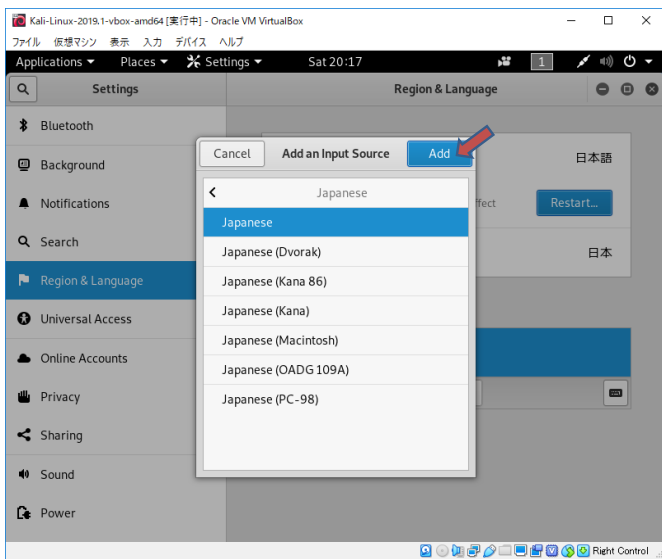 Kali-Linux-2019.1-vbox-amd64 [実行中] - Oracle VM VirtualBox
ファイル 仮想マシン 表示 入力 デバイス ヘルプ
Applications Places Settings Sat 20:17 1
Settings Region & Language
Bluetooth
Background
Notifications
Search
Region & Language
Universal Access
Online Accounts
Privacy
Sharing
Sound
Power
Cancel Add an Input Source Add
Japanese
Japanese
Japanese (Dvorak)
Japanese (Kana 86)
Japanese (Kana)
Japanese (Macintosh)
Japanese (OADG 109A)
Japanese (PC-98)
日本語
Restart...
日本
Right Control